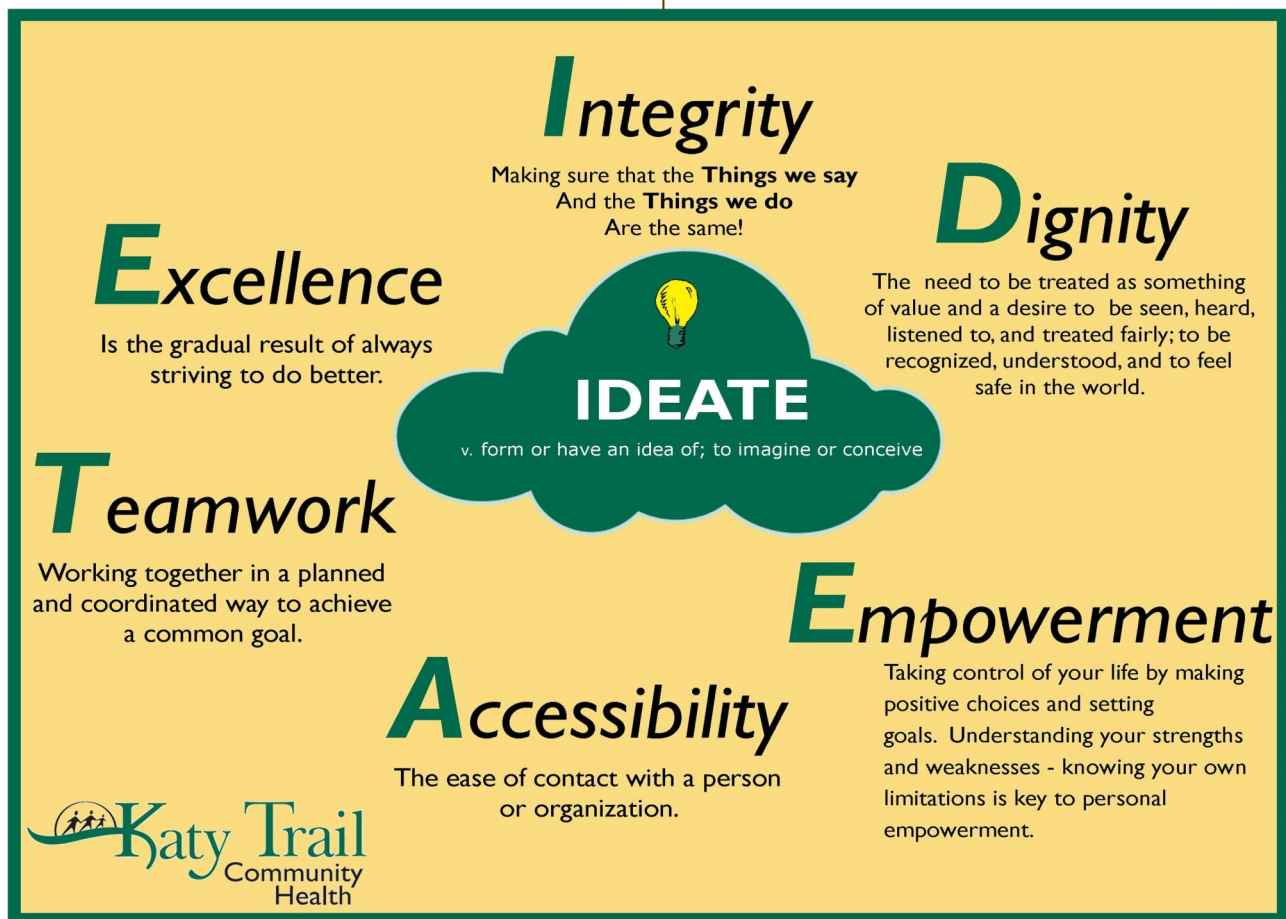 Integrity
Making sure that the Things we say
And the Things we do
Are the same!
Dignity
The need to be treated as something
of value and a desire to be seen, heard,
listened to, and treated fairly; to be
recognized, understood, and to feel
safe in the world.
Empowerment
Taking control of your life by making
positive choices and setting
goals. Understanding your strengths
and weaknesses - knowing your own
limitations is key to personal
empowerment.
Accessibility
The ease of contact with a person
or organization.
Teamwork
Working together in a planned
and coordinated way to achieve
a common goal.
Excellence
Is the gradual result of always
striving to do better.
IDEATE
v. form or have an idea of; to imagine or conceive
Katy Trail
Community
Health